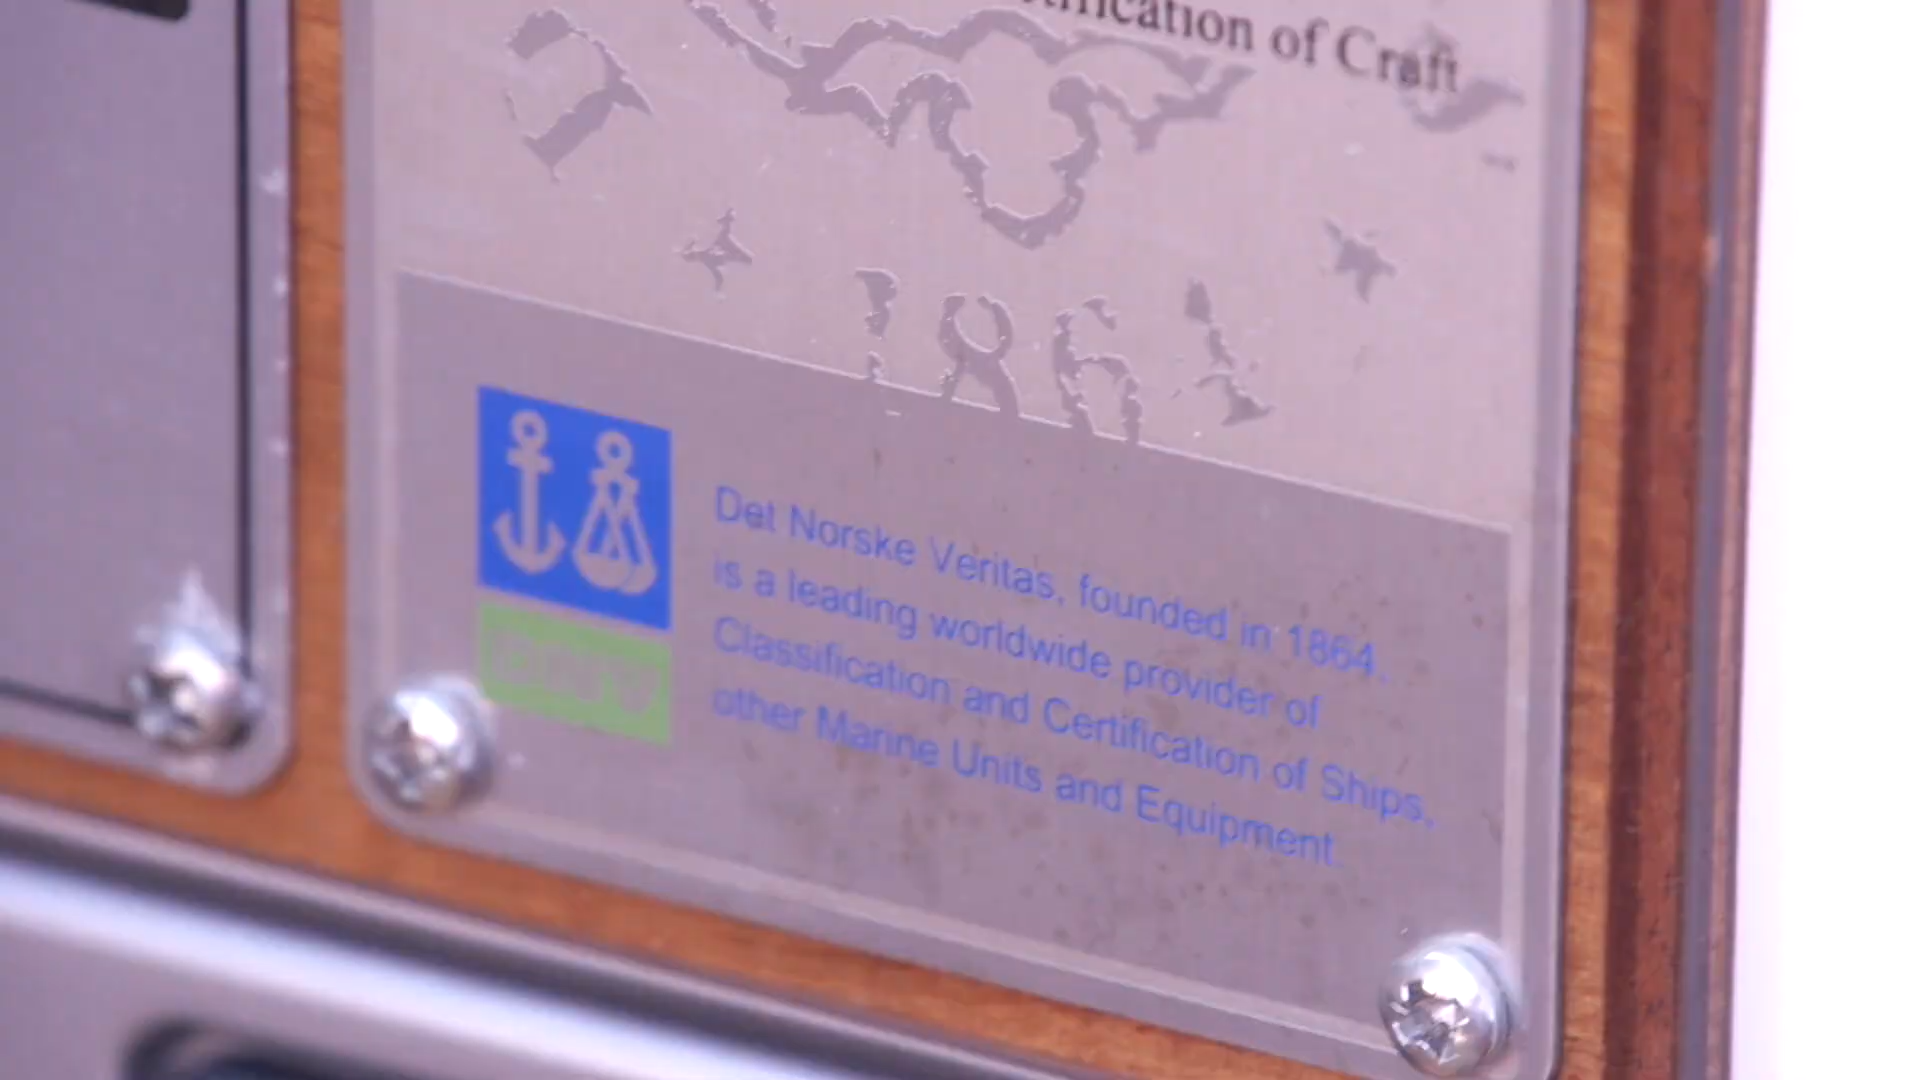 of Craft
1864
Det Norske Veritas, founded in 1864,
is a leading worldwide provider of
Classification and Certification of Ships,
other Marine Units and Equipment.
DNV